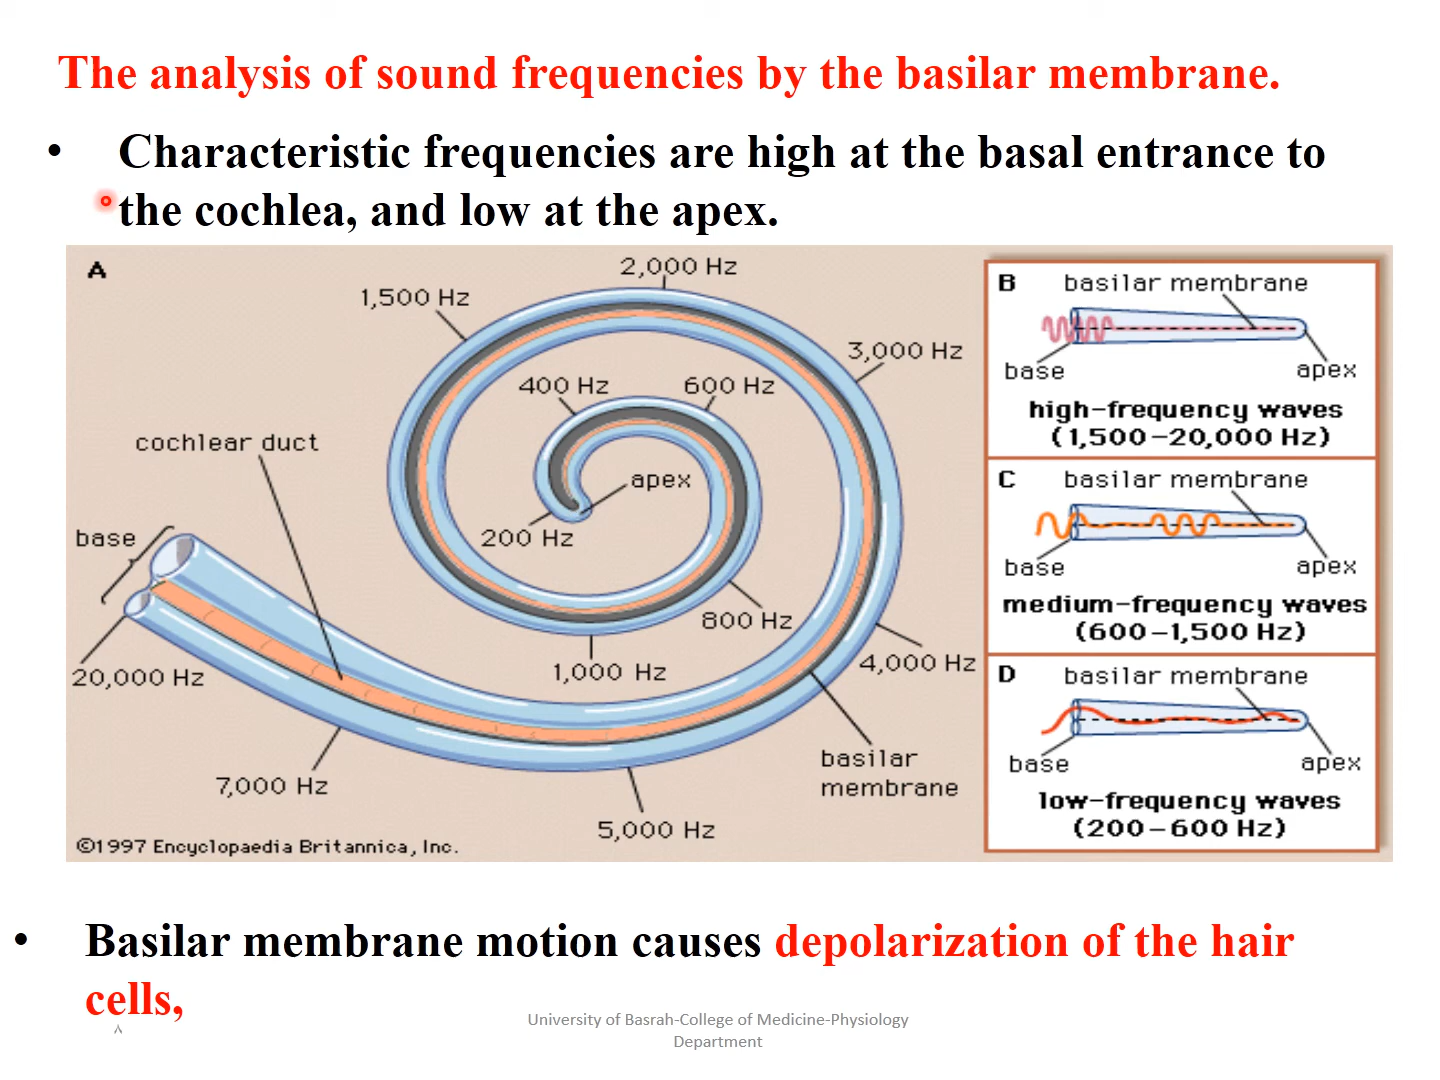 The analysis of sound frequencies by the basilar membrane.
• Characteristic frequencies are high at the basal entrance to
the cochlea, and low at the apex.
A
2,000 Hz
1,500 Hz
3,000 Hz
400 Hz
600 Hz
cochlear duct
apex
base
200 Hz
800 Hz
1,000 Hz
4,000 Hz
20,000 Hz
basilar
membrane
7,000 Hz
5,000 Hz
©1997 Encyclopaedia Britannica, Inc.
B
basilar membrane
base
apex
high-frequency waves
(1,500-20,000 Hz)
C
basilar membrane
base
apex
medium-frequency waves
(600-1,500 Hz)
D
basilar membrane
base
apex
low-frequency waves
(200-600 Hz)
• Basilar membrane motion causes depolarization of the hair
cells,
٨
University of Basrah-College of Medicine-Physiology
Department